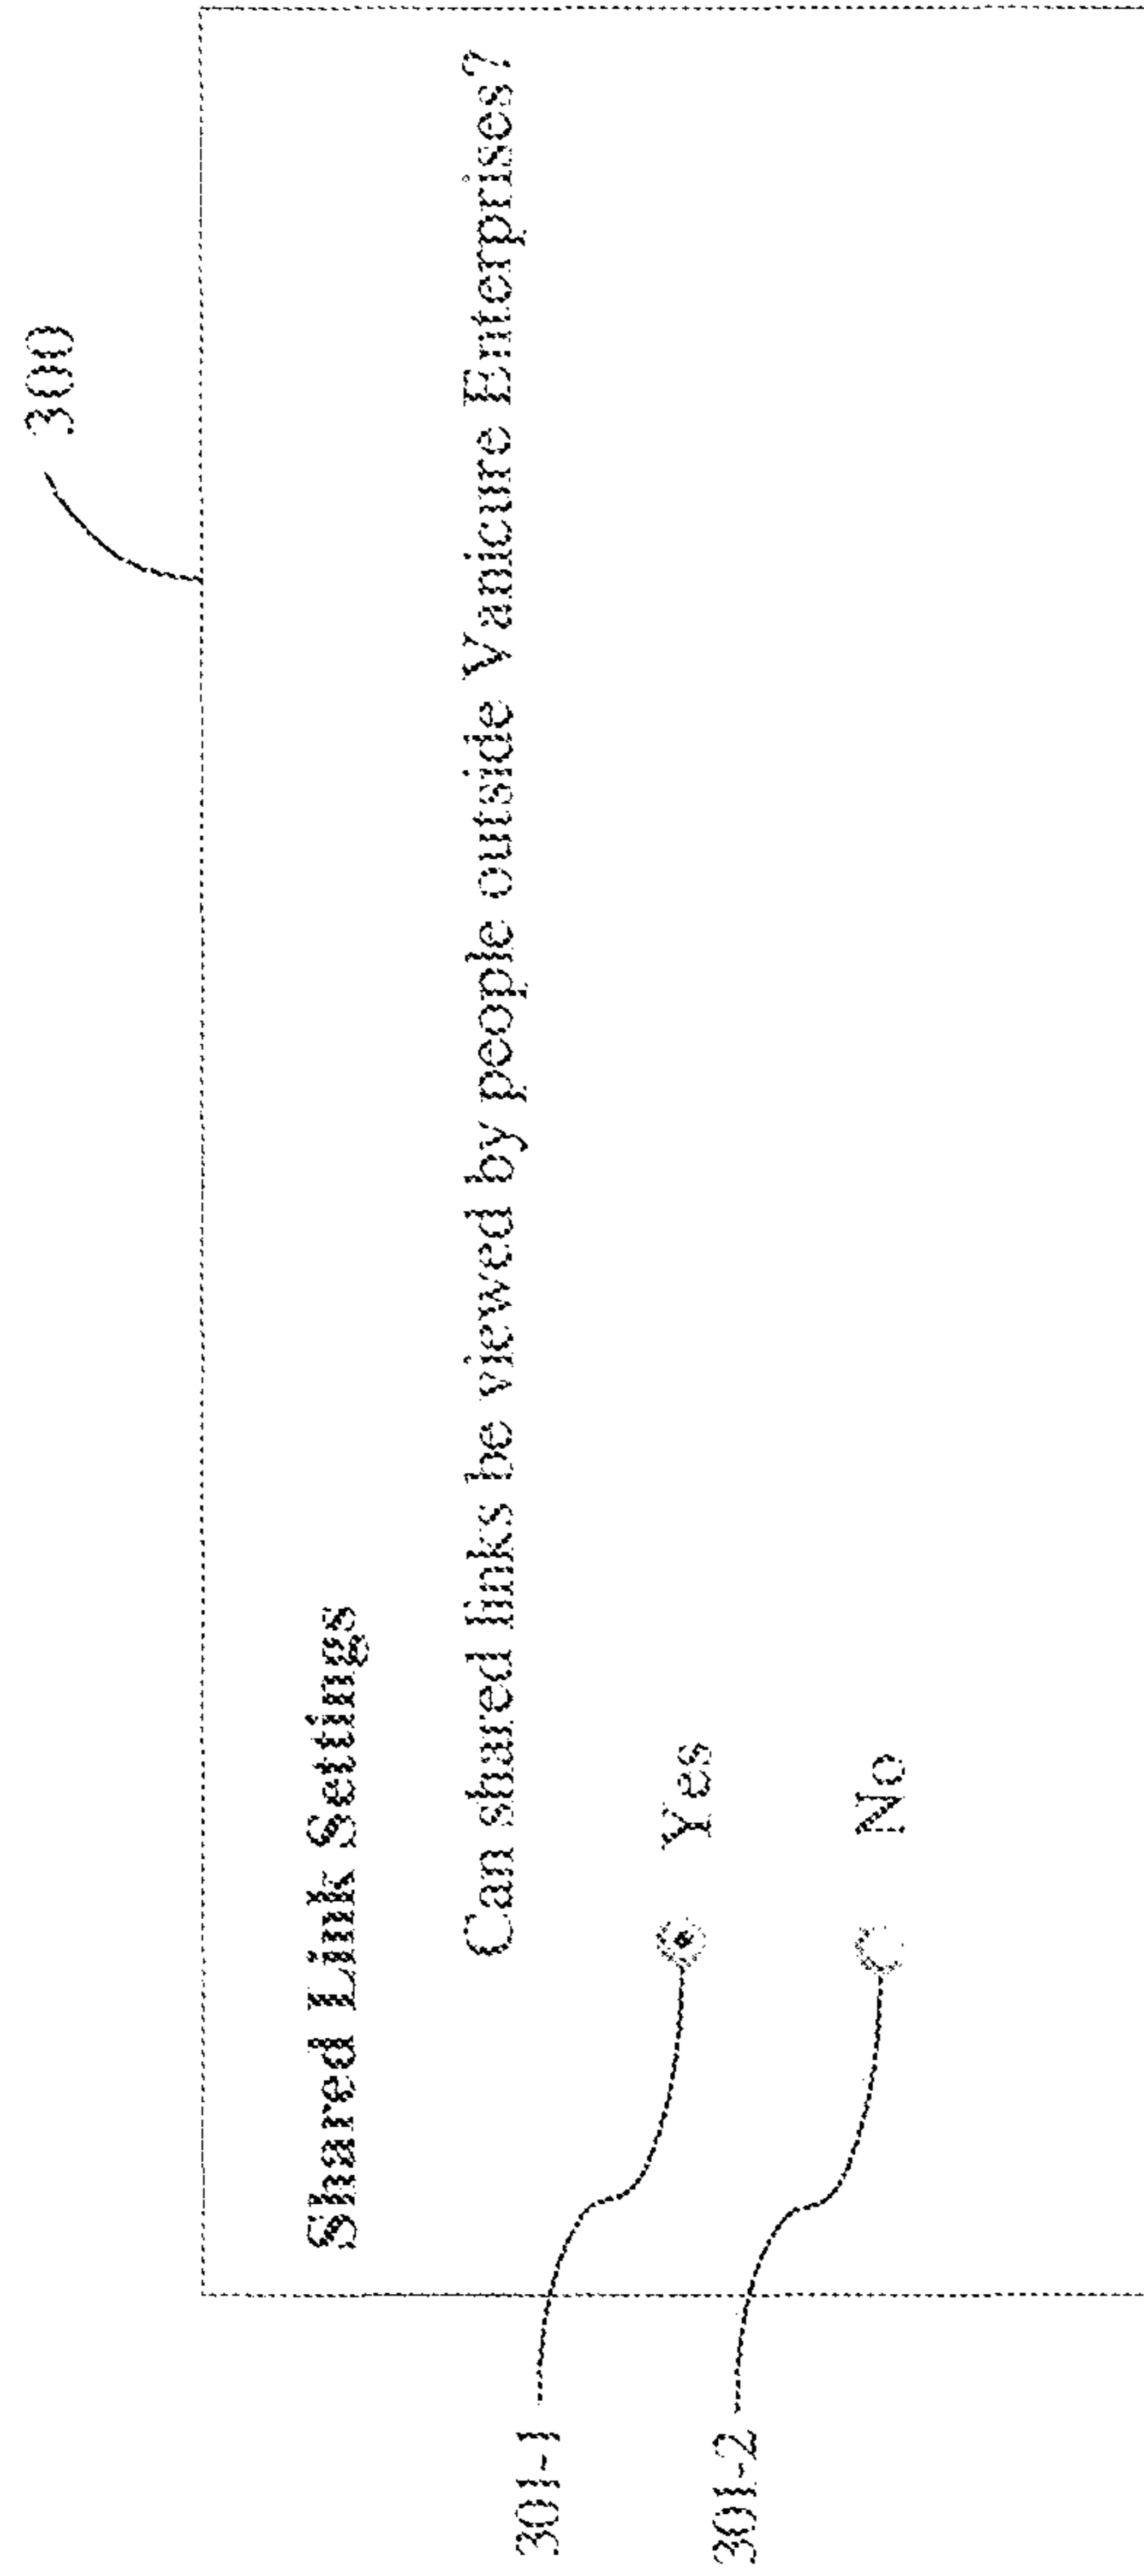 300
Shared Link Settings
Can shared links be viewed by people outside Vanicure Enterprises?
301-1
Yes
301-2
No